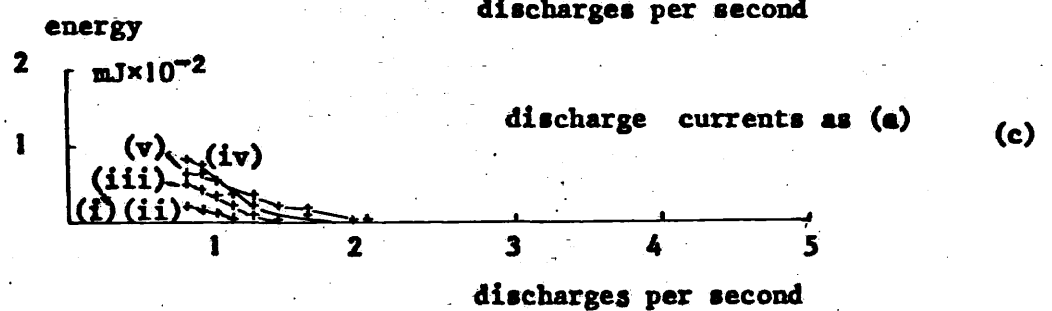 discharges per second
energy
2 mJ×10⁻²
discharge currents as (a) (c)
1 (v) (iv)
(iii)
(i) (ii)
1 2 3 4 5
discharges per second